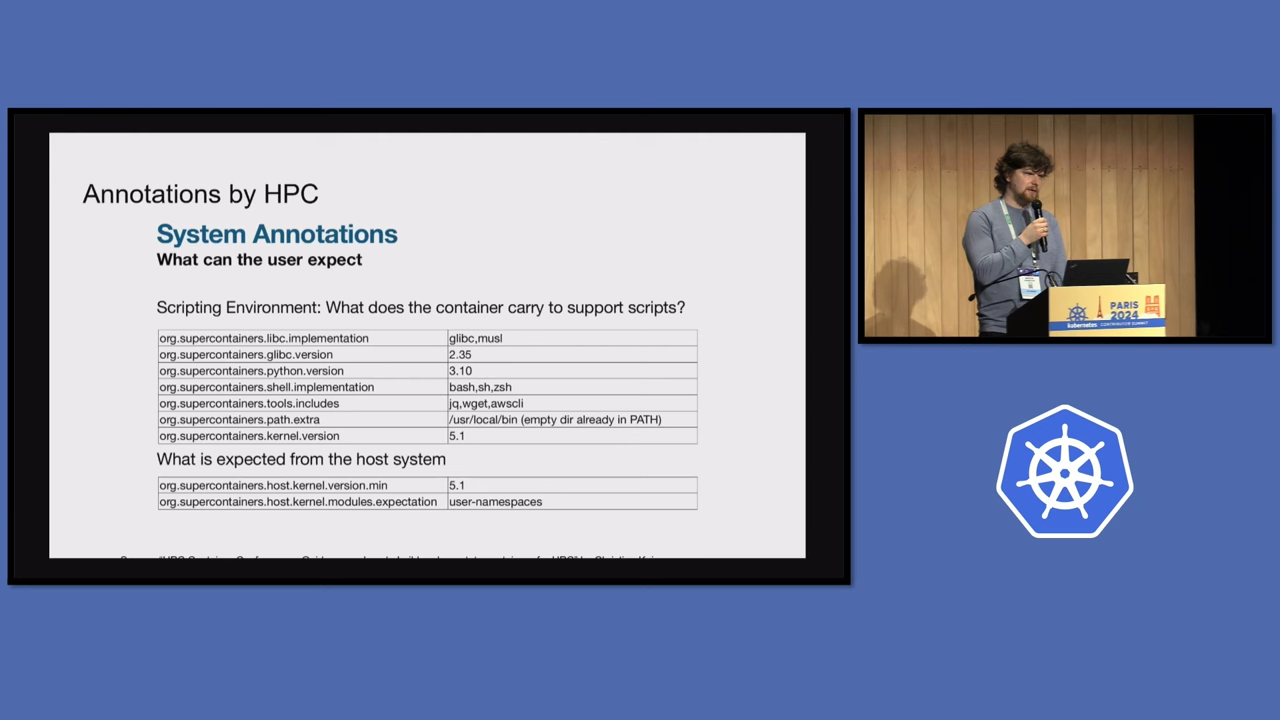 Annotations by HPC
System Annotations
What can the user expect
Scripting Environment: What does the container carry to support scripts?
org.supercontainers.libc.implementation glibc,musl
org.supercontainers.glibc.version 2.35
org.supercontainers.python.version 3.10
org.supercontainers.shell.implementation bash,sh,zsh
org.supercontainers.tools.includes jq,wget,awscli
org.supercontainers.path.extra /usr/local/bin (empty dir already in PATH)
org.supercontainers.kernel.version 5.1
What is expected from the host system
org.supercontainers.host.kernel.version.min 5.1
org.supercontainers.host.kernel.modules.expectation user-namespaces
PARIS
2024
kubernetes CONTRIBUTOR SUMMIT